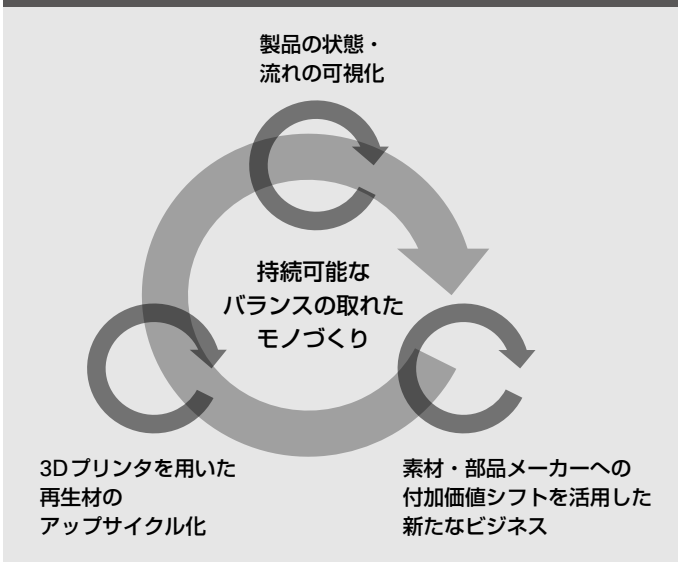 製品の状態・
流れの可視化
持続可能な
バランスの取れた
モノづくり
3Dプリンタを用いた
再生材の
アップサイクル化
素材・部品メーカーへの
付加価値シフトを活用した
新たなビジネス